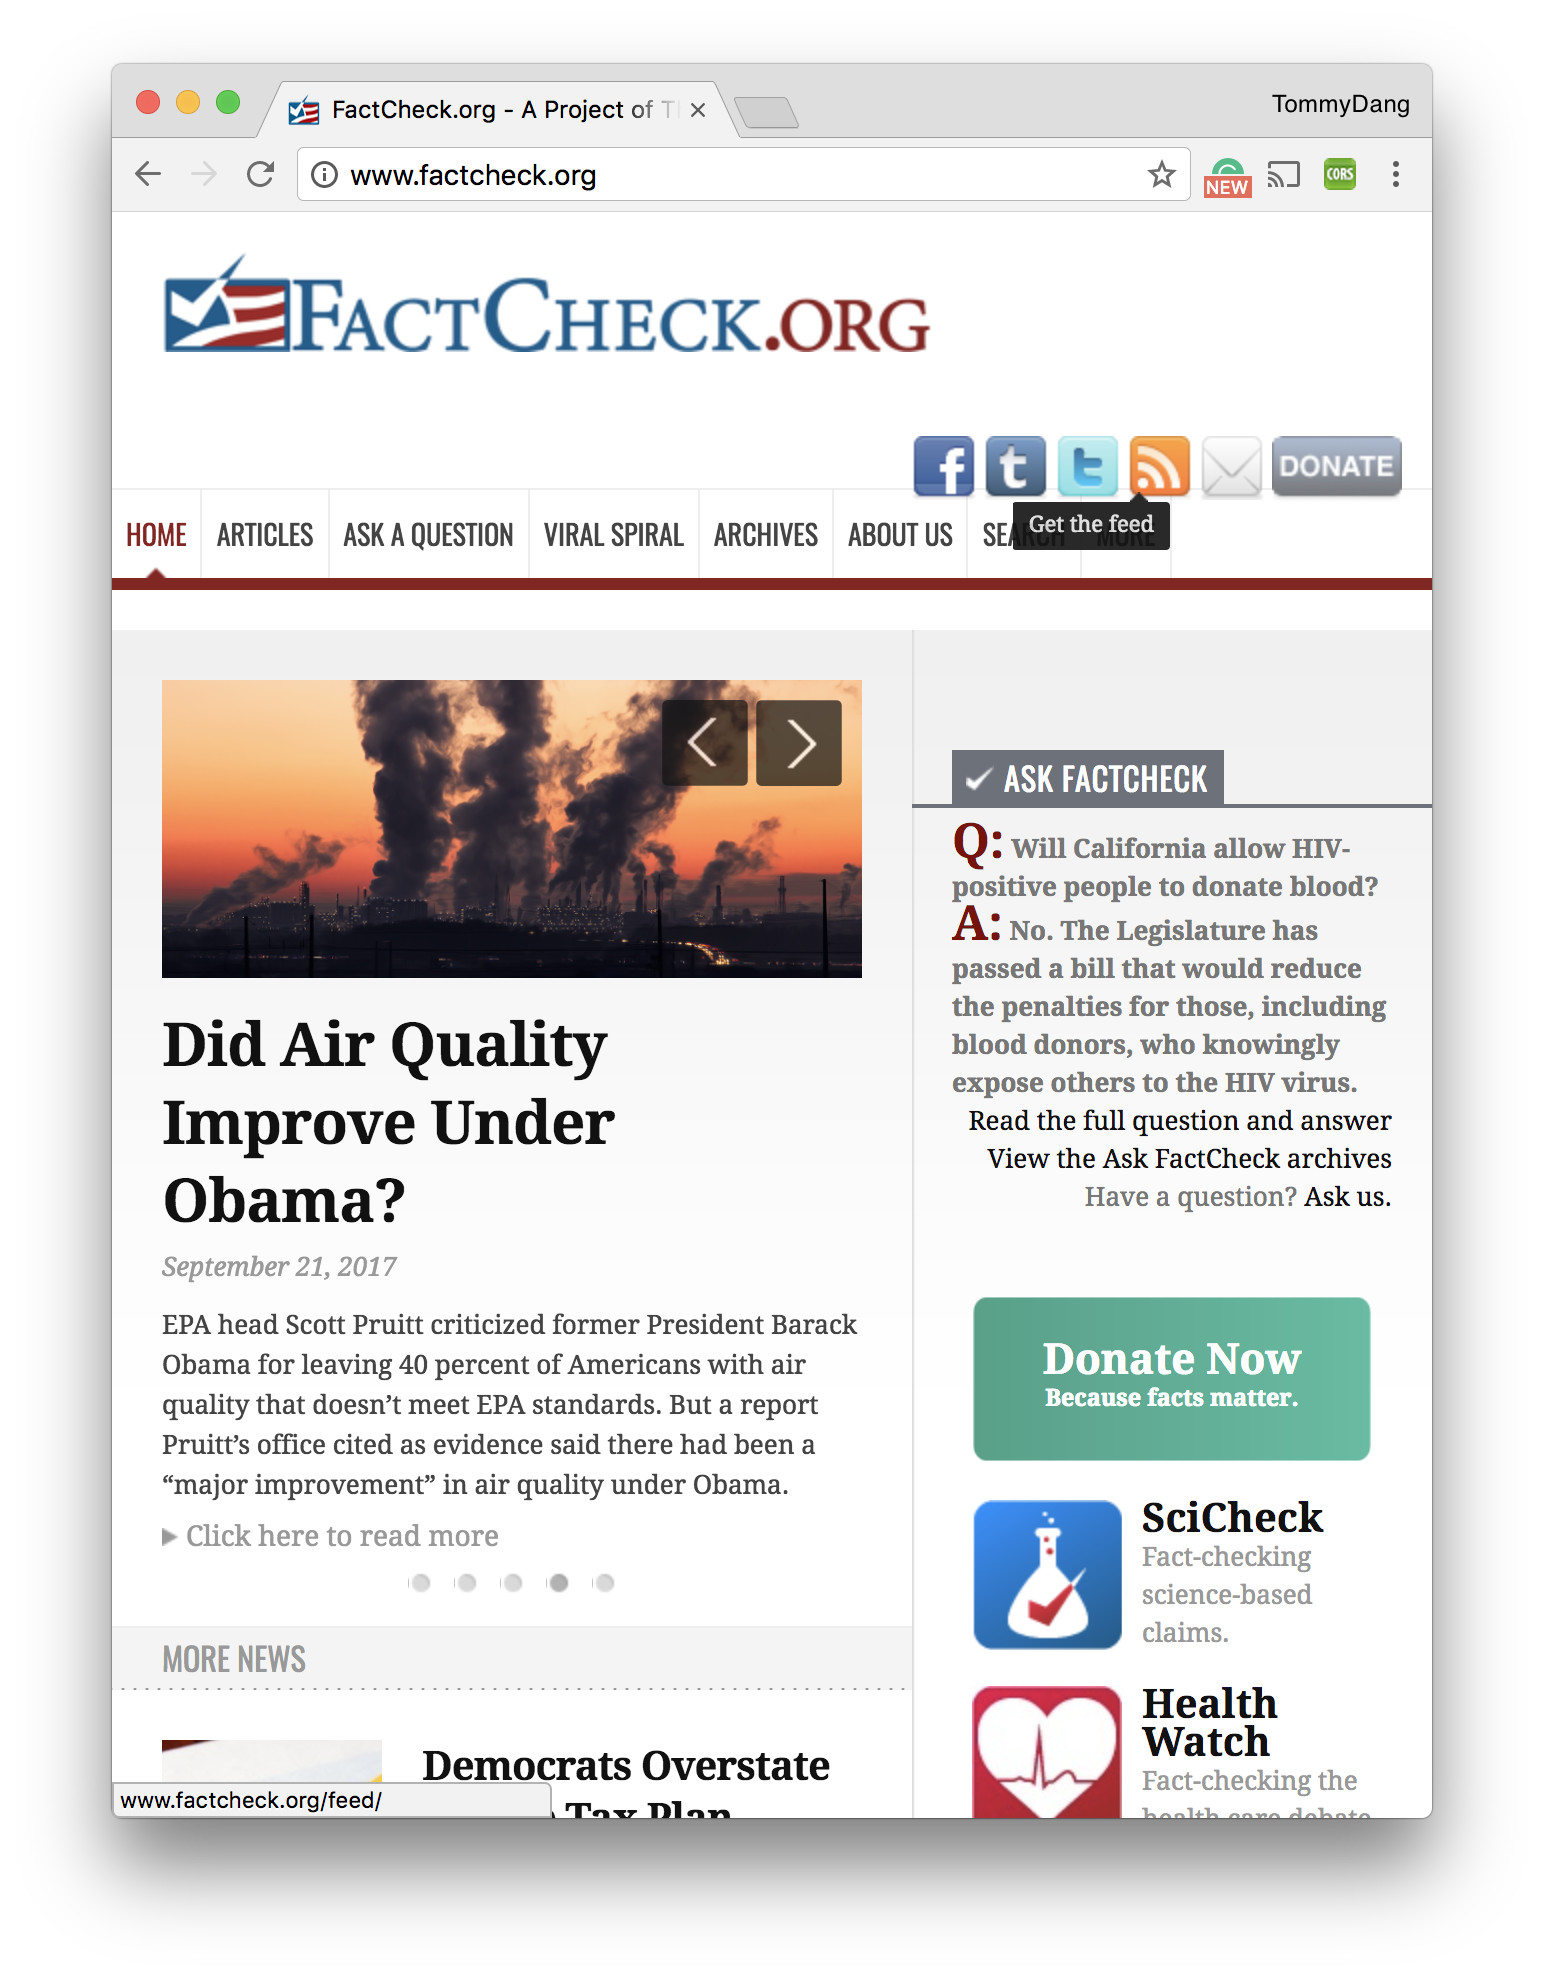 FactCheck.org - A Project of T
TommyDang
www.factcheck.org
NEW
CORS
FACTCHECK.ORG
f t t DONATE
Get the feed
HOME ARTICLES ASK A QUESTION VIRAL SPIRAL ARCHIVES ABOUT US SEARCH MORE
ASK FACTCHECK
Q: Will California allow HIV-
positive people to donate blood?
A: No. The Legislature has
passed a bill that would reduce
the penalties for those, including
blood donors, who knowingly
expose others to the HIV virus.
Read the full question and answer
View the Ask FactCheck archives
Have a question? Ask us.
Did Air Quality
Improve Under
Obama?
September 21, 2017
EPA head Scott Pruitt criticized former President Barack
Obama for leaving 40 percent of Americans with air
quality that doesn’t meet EPA standards. But a report
Pruitt’s office cited as evidence said there had been a
“major improvement” in air quality under Obama.
Click here to read more
Donate Now
Because facts matter.
SciCheck
Fact-checking
science-based
claims.
MORE NEWS
Health
Watch
Fact-checking the
health care debate
Democrats Overstate
Tax Plan
www.factcheck.org/feed/